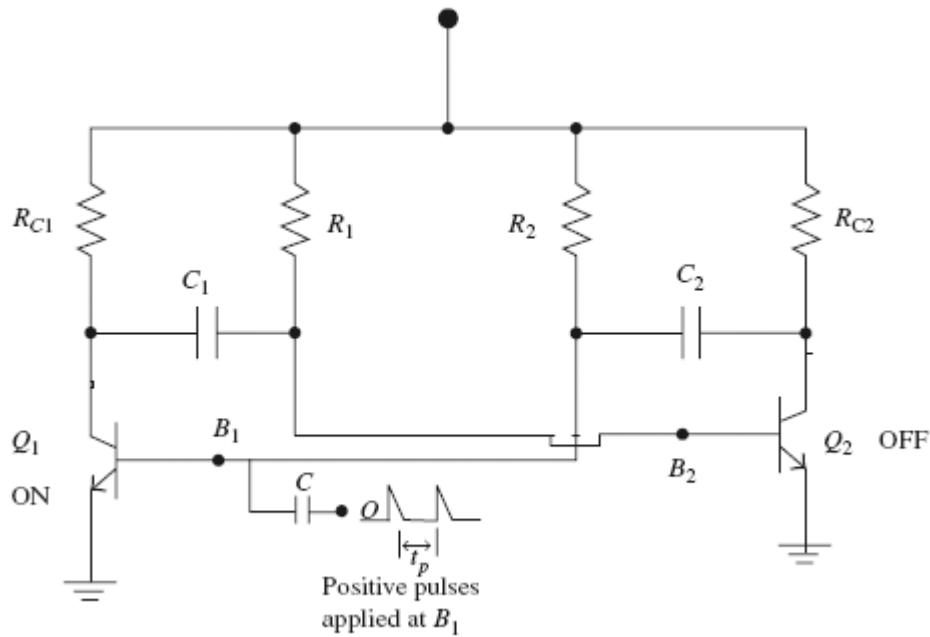 R_C1
R_1
R_2
R_C2
C_1
C_2
Q_1
B_1
Q_2 OFF
B_2
ON
C
O
t_p
Positive pulses
applied at B_1